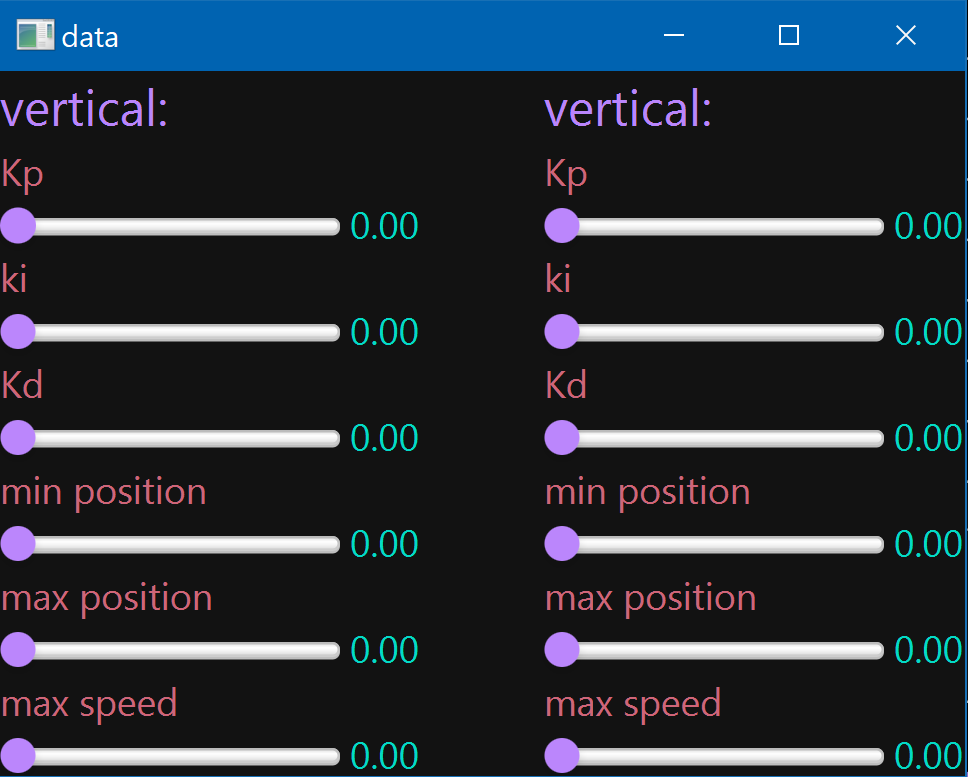 data
vertical:
Kp
0.00
ki
0.00
Kd
0.00
min position
0.00
max position
0.00
max speed
0.00
vertical:
Kp
0.00
ki
0.00
Kd
0.00
min position
0.00
max position
0.00
max speed
0.00